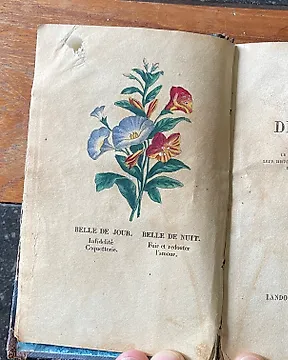 BELLE DE JOUR. BELLE DE NUIT.
Infidélité Fuir et redouter
Coquetterie. l'amour.
LANDO